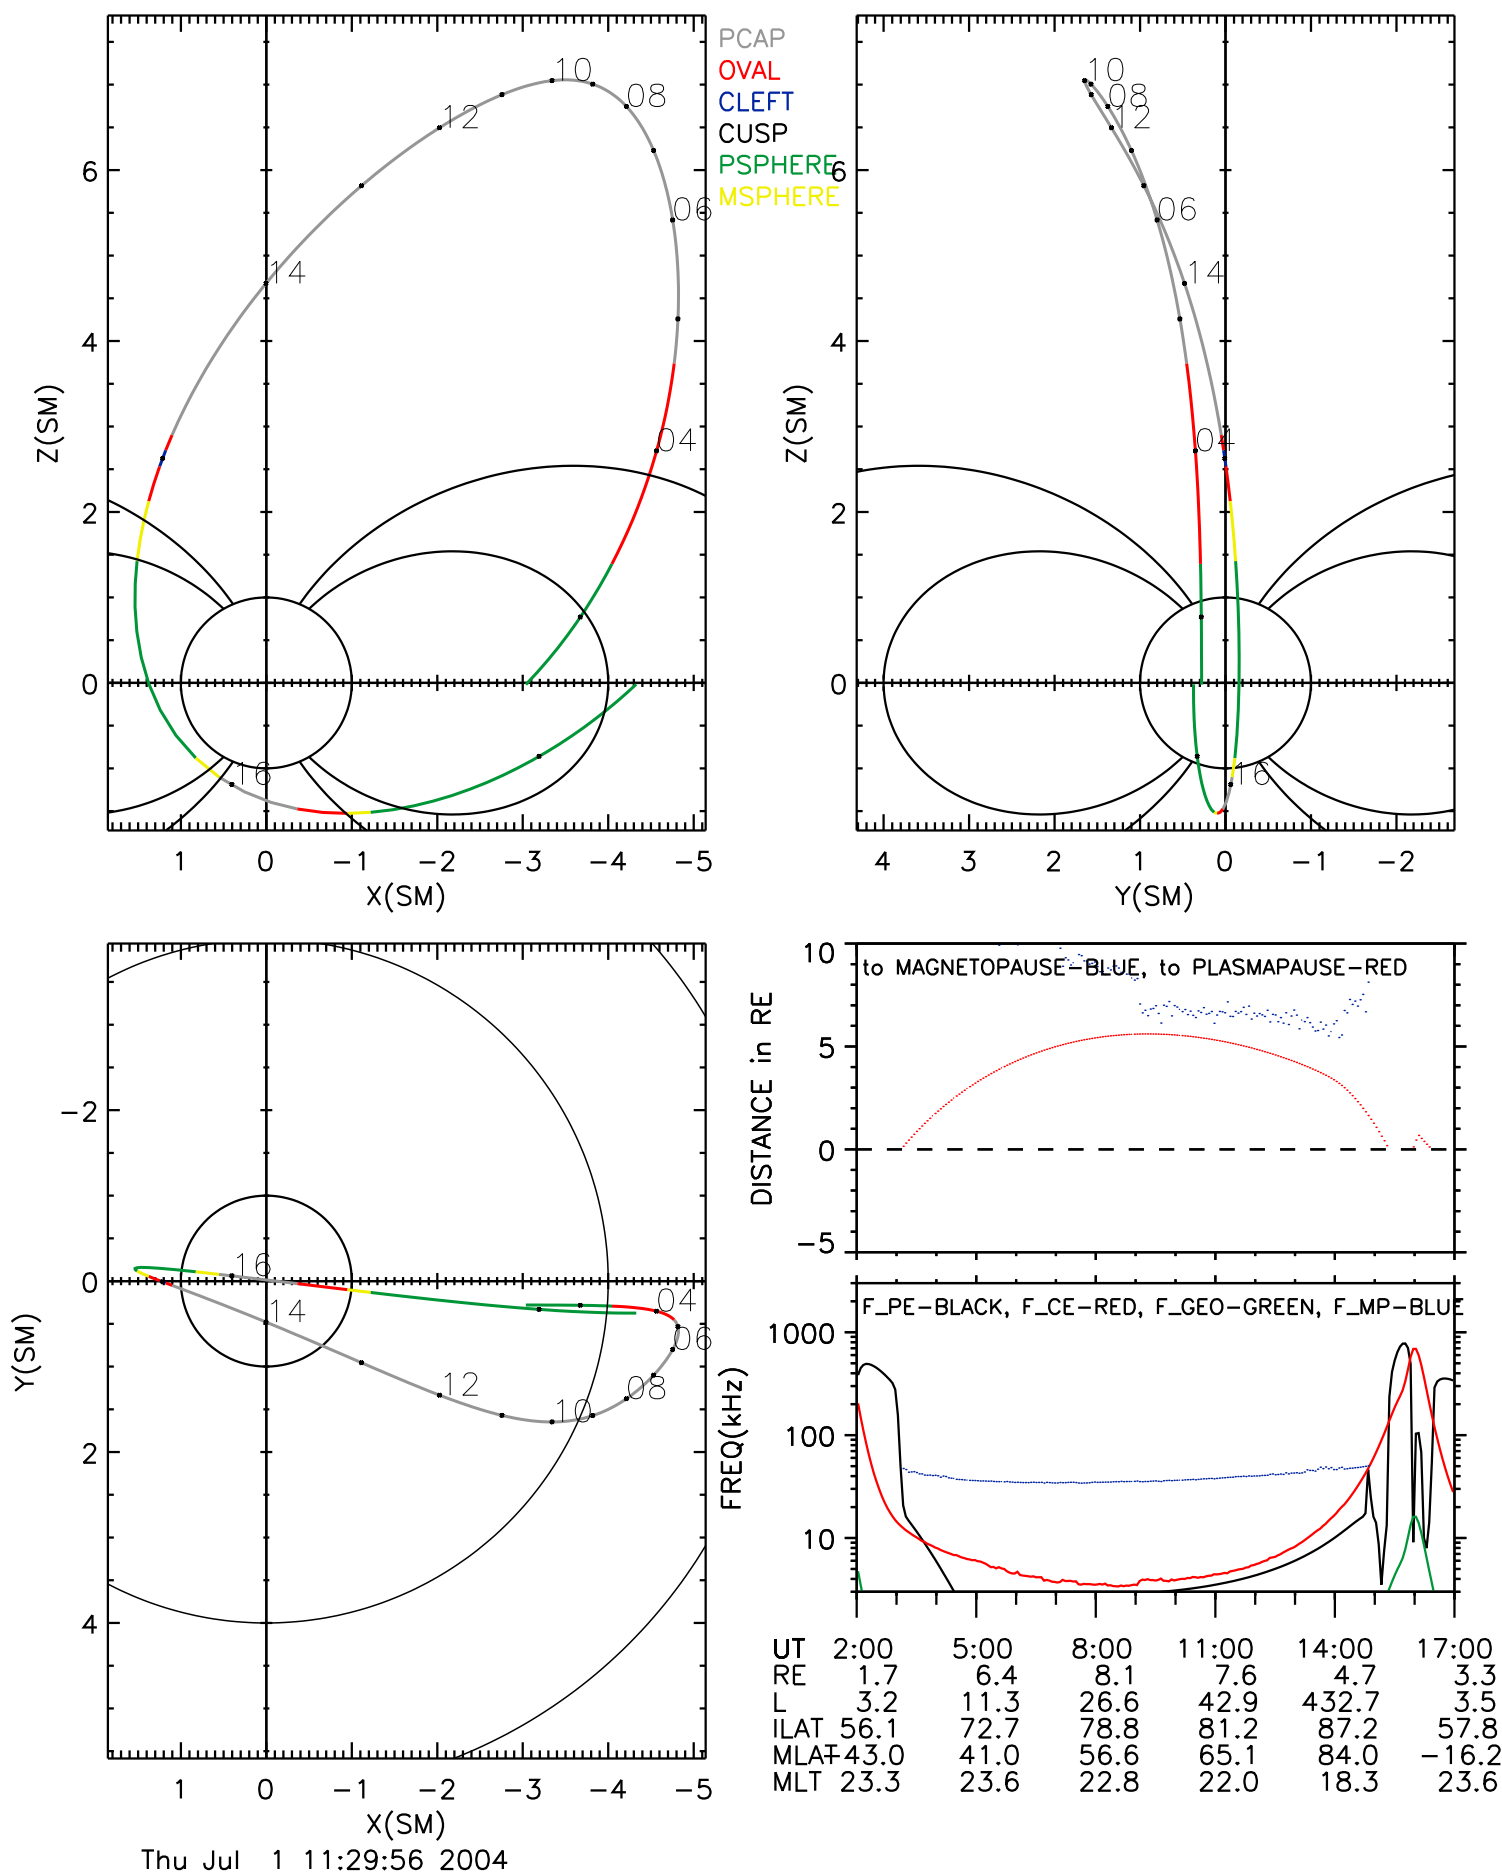 PCAP
OVAL
CLEFT
CUSP
PSPHERE
MSPHERE
10
08
12
06
14
04
16
6
4
2
0
Z(SM)
1 0 −1 −2 −3 −4 −5
X(SM)
10
08
12
06
14
04
16
6
4
2
0
Z(SM)
4 3 2 1 0 −1 −2
Y(SM)
−2
0
2
4
Y(SM)
16
14
12
10
08
06
04
1 0 −1 −2 −3 −4 −5
X(SM)
10
5
0
−5
DISTANCE in RE
to MAGNETOPAUSE−BLUE, to PLASMAPAUSE−RED
F_PE−BLACK, F_CE−RED, F_GEO−GREEN, F_MP−BLUE
1000
100
10
FREQ(kHz)
UT 2:00 5:00 8:00 11:00 14:00 17:00
RE 1.7 6.4 8.1 7.6 4.7 3.3
L 3.2 11.3 26.6 42.9 432.7 3.5
ILAT 56.1 72.7 78.8 81.2 87.2 57.8
MLAT −43.0 41.0 56.6 65.1 84.0 −16.2
MLT 23.3 23.6 22.8 22.0 18.3 23.6
Thu Jul 1 11:29:56 2004